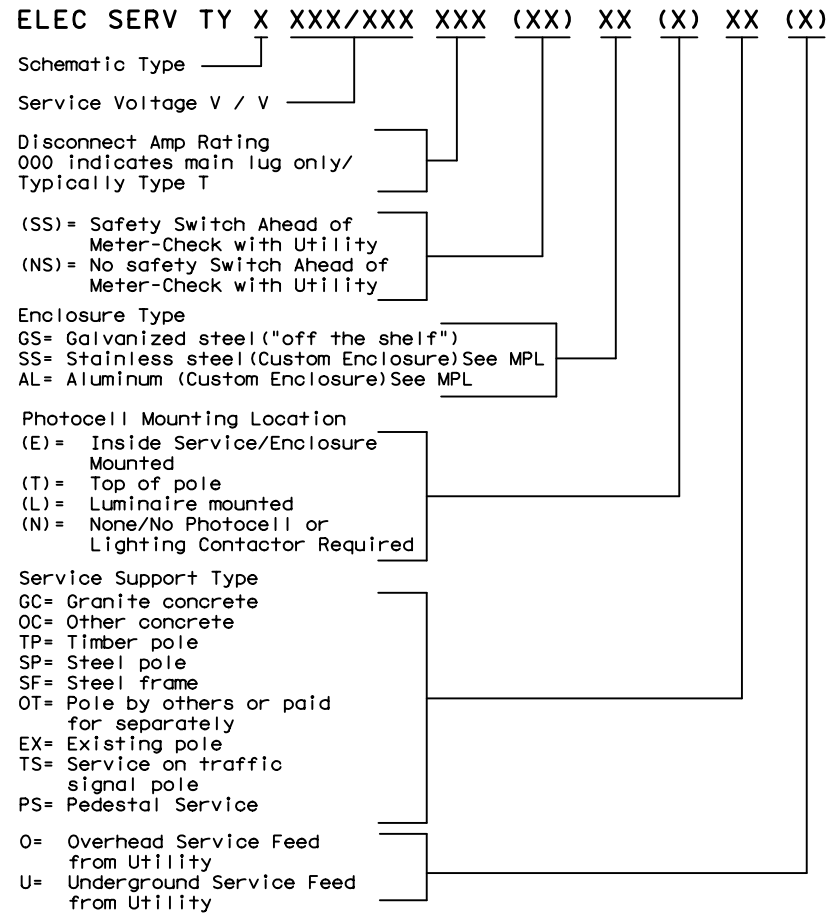 ELEC SERV TY X XXX/XXX XXX (XX) XX (X) XX (X)
Schematic Type
Service Voltage V / V
Disconnect Amp Rating
000 indicates main lug only/
Typically Type T
(SS)= Safety Switch Ahead of
Meter-Check with Utility
(NS)= No safety Switch Ahead of
Meter-Check with Utility
Enclosure Type
GS= Galvanized steel("off the shelf")
SS= Stainless steel(Custom Enclosure)See MPL
AL= Aluminum (Custom Enclosure)See MPL
Photocell Mounting Location
(E)= Inside Service/Enclosure
Mounted
(T)= Top of pole
(L)= Luminaire mounted
(N)= None/No Photocell or
Lighting Contactor Required
Service Support Type
GC= Granite concrete
OC= Other concrete
TP= Timber pole
SP= Steel pole
SF= Steel frame
OT= Pole by others or paid
for separately
EX= Existing pole
TS= Service on traffic
signal pole
PS= Pedestal Service
O= Overhead Service Feed
from Utility
U= Underground Service Feed
from Utility